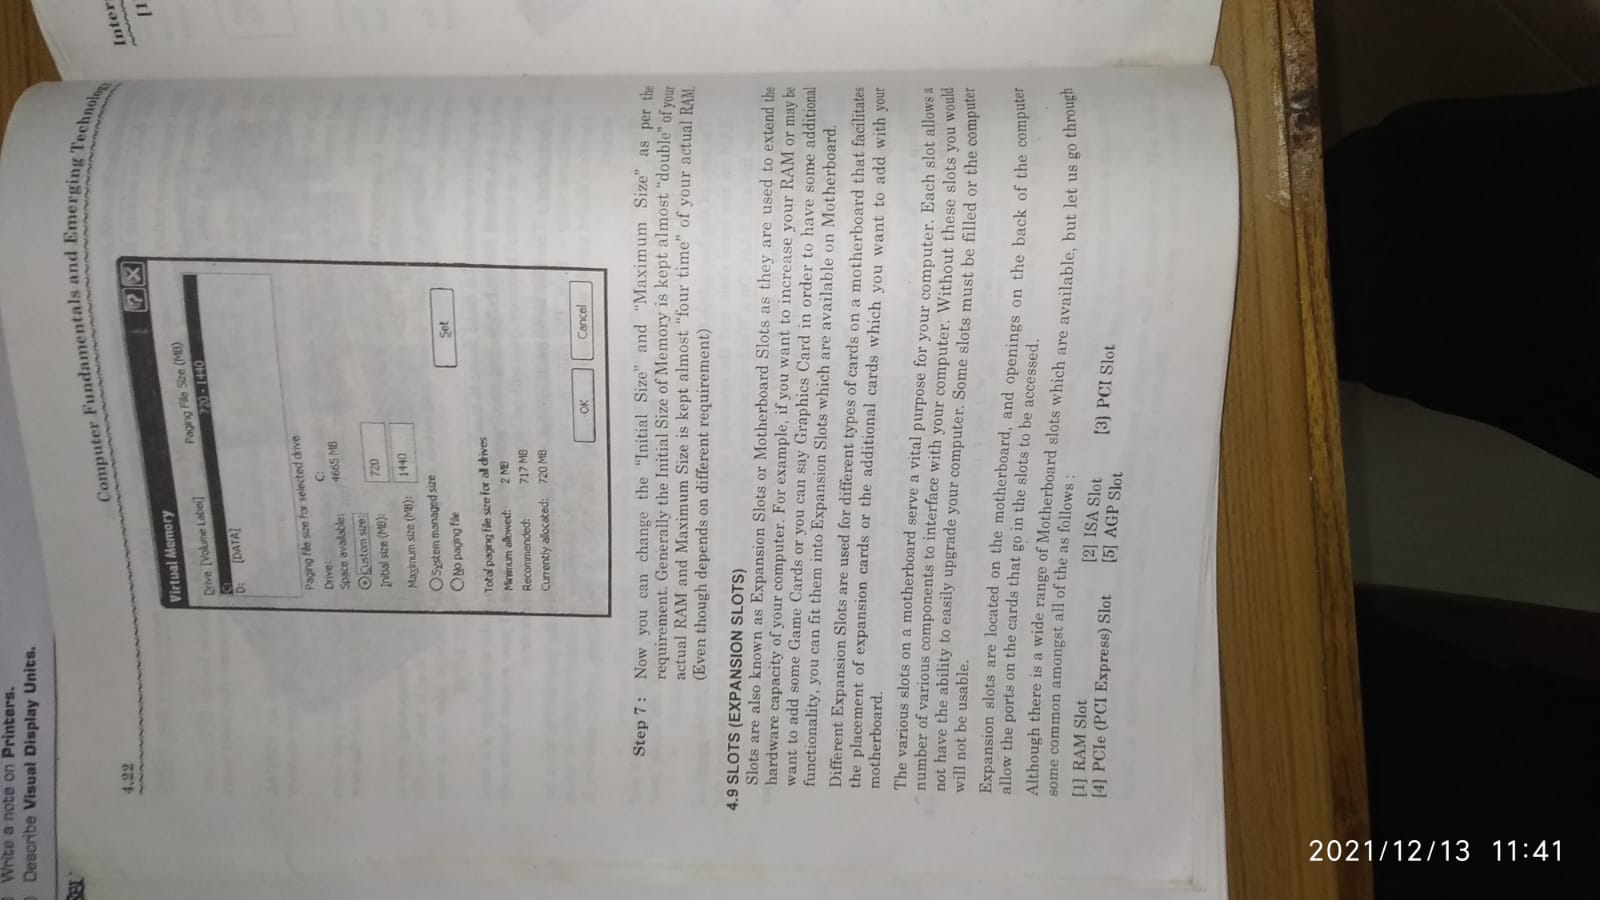 Write a note on Printers.
Describe Visual Display Units.
4.22
Computer Fundamentals and Emerging Technology
Inter
Virtual Memory
? X
Drive [Volume Label]    Paging File Size (MB)
C:    720 - 1440
D:    [DATA]
Paging file size for selected drive
Drive:    C:
Space available:    4665 MB
Custom size:
Initial size (MB):    720
Maximum size (MB):    1440
System managed size
No paging file
Set
Total paging file size for all drives
Minimum allowed:    2 MB
Recommended:    717 MB
Currently allocated:    720 MB
OK    Cancel
Step 7 : Now you can change the "Initial Size" and "Maximum Size" as per the
requirement. Generally the Initial Size of Memory is kept almost "double" of your
actual RAM and Maximum Size is kept almost "four time" of your actual RAM.
(Even though depends on different requirement)
4.9 SLOTS (EXPANSION SLOTS)
Slots are also known as Expansion Slots or Motherboard Slots as they are used to extend the
hardware capacity of your computer. For example, if you want to increase your RAM or may be
want to add some Game Cards or you can say Graphics Card in order to have some additional
functionality, you can fit them into Expansion Slots which are available on Motherboard.
Different Expansion Slots are used for different types of cards on a motherboard that facilitates
the placement of expansion cards or the additional cards which you want to add with your
motherboard.
The various slots on a motherboard serve a vital purpose for your computer. Each slot allows a
number of various components to interface with your computer. Without these slots you would
not have the ability to easily upgrade your computer. Some slots must be filled or the computer
will not be usable.
Expansion slots are located on the motherboard, and openings on the back of the computer
allow the ports on the cards that go in the slots to be accessed.
Although there is a wide range of Motherboard slots which are available, but let us go through
some common amongst all of the as follows :
[1] RAM Slot    [2] ISA Slot    [3] PCI Slot
[4] PCIe (PCI Express) Slot    [5] AGP Slot
2021/12/13 11:41